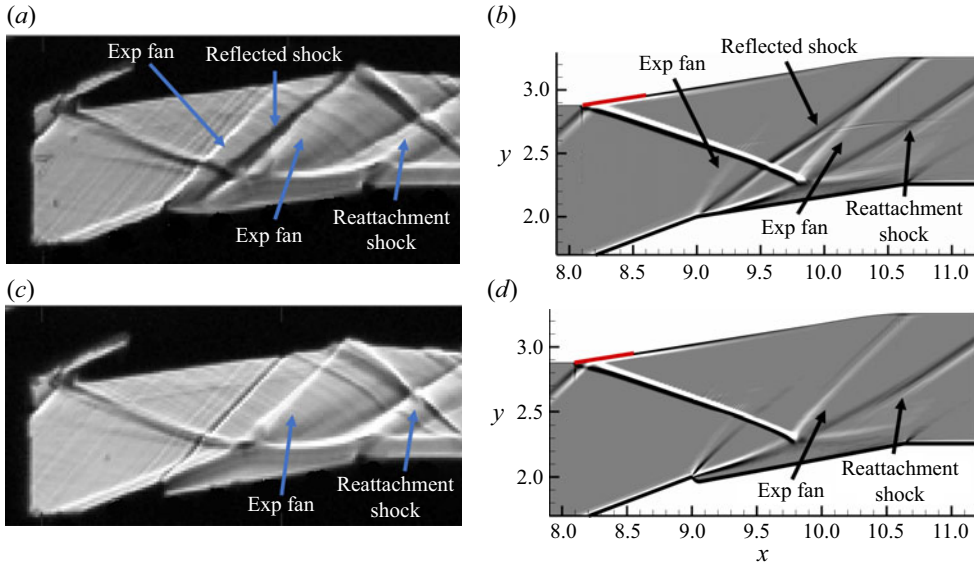 (a)
(b)
Exp fan
Reflected shock
Exp fan
Reattachment
shock
Reflected shock
Exp fan
3.0
y
2.5
2.0
Exp fan
Reattachment
shock
8.0 8.5 9.0 9.5 10.0 10.5 11.0
(c)
(d)
Exp fan
Reattachment
shock
3.0
y
2.5
2.0
Exp fan
Reattachment
shock
8.0 8.5 9.0 9.5 10.0 10.5 11.0
x